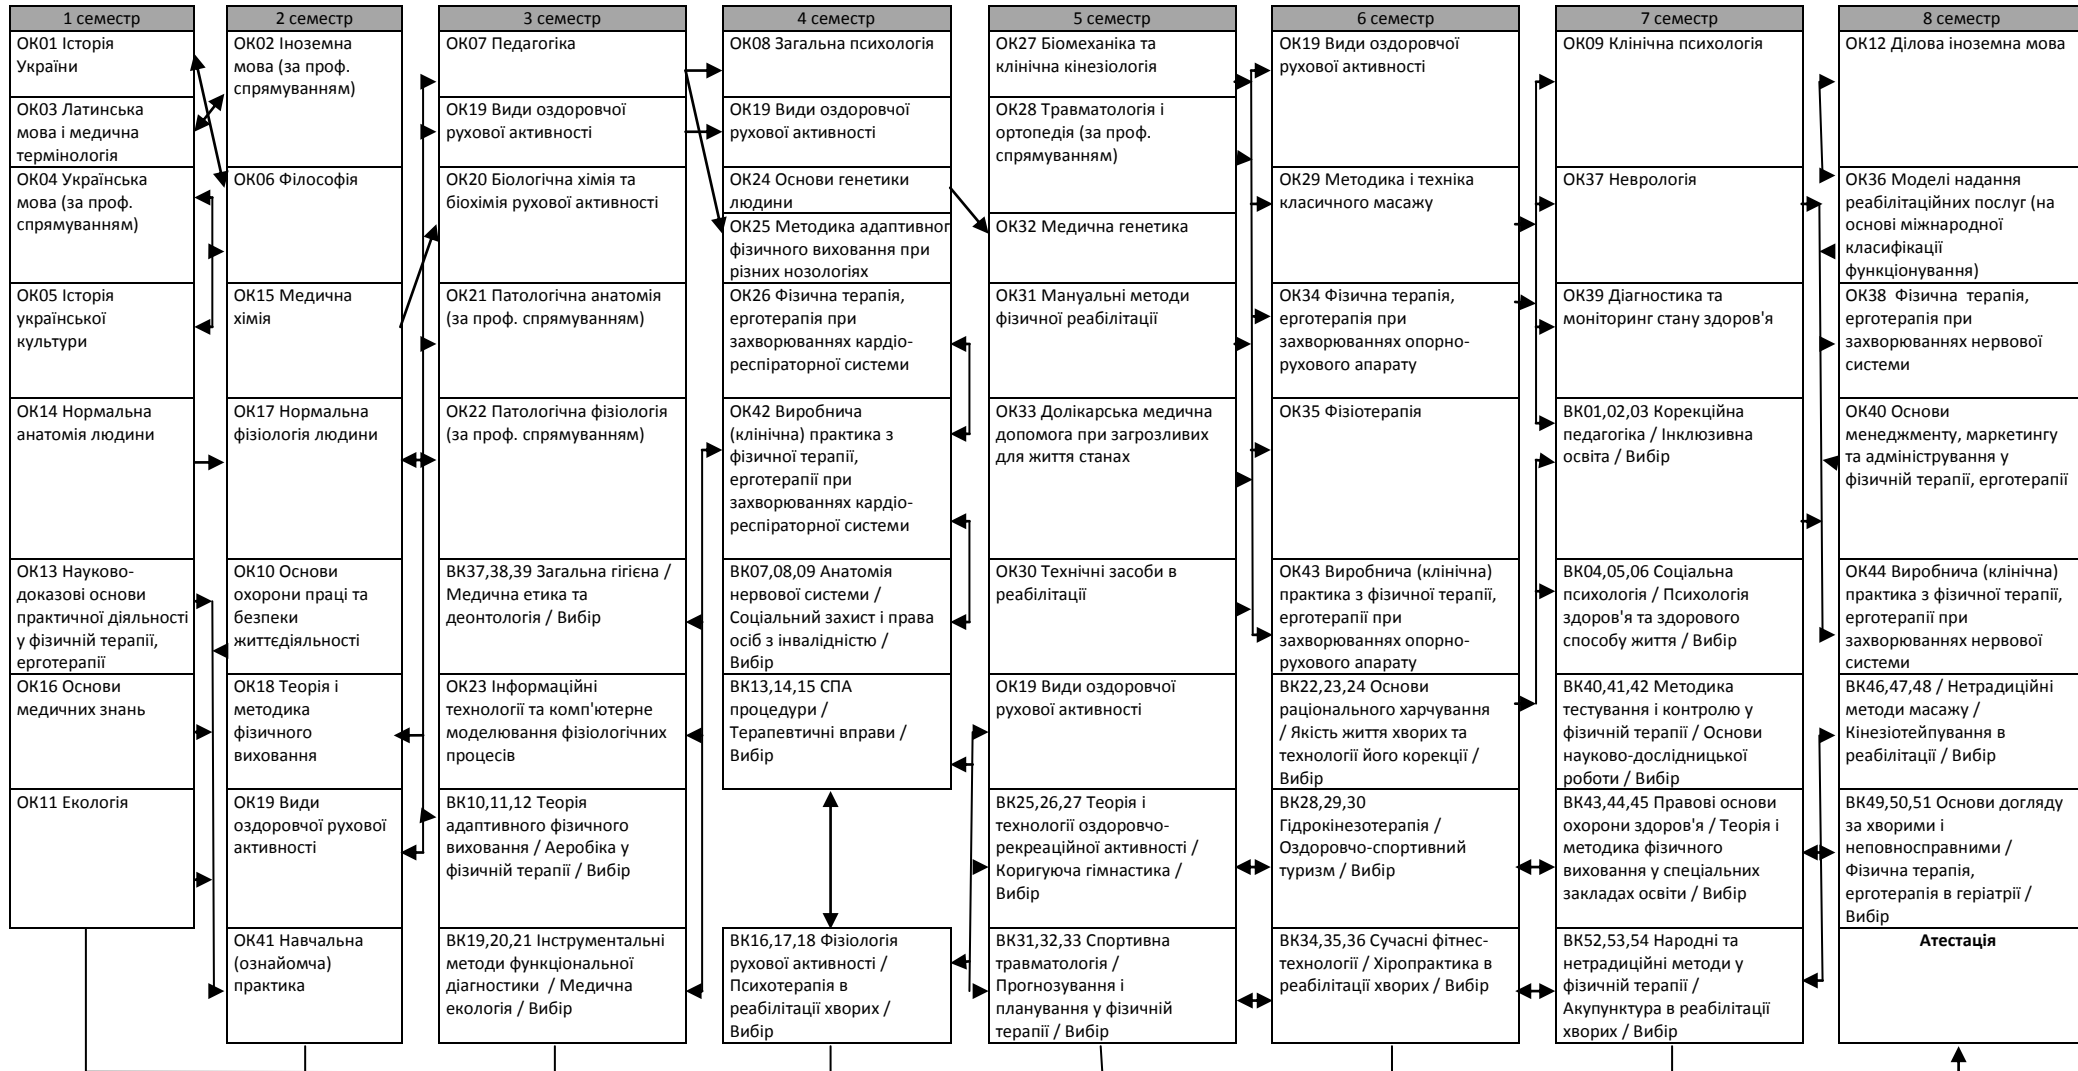 1 семестр
ОК01 Історія
України
ОК03 Латинська
мова і медична
термінологія
ОК04 Українська
мова (за проф.
спрямуванням)
ОК05 Історія
української
культури
ОК14 Нормальна
анатомія людини
ОК13 Науково-
доказові основи
практичної діяльності
у фізичній терапії,
ерготерапії
ОК16 Основи
медичних знань
ОК11 Екологія
2 семестр
ОК02 Іноземна
мова (за проф.
спрямуванням)
ОК06 Філософія
ОК15 Медична
хімія
ОК17 Нормальна
фізіологія людини
ОК10 Основи
охорони праці та
безпеки
життєдіяльності
ОК18 Теорія і
методика
фізичного
виховання
ОК19 Види
оздоровчої рухової
активності
ОК41 Навчальна
(ознайомча)
практика
3 семестр
ОК07 Педагогіка
ОК19 Види оздоровчої
рухової активності
ОК20 Біологічна хімія та
біохімія рухової активності
ОК21 Патологічна анатомія
(за проф. спрямуванням)
ОК22 Патологічна фізіологія
(за проф. спрямуванням)
ВК37,38,39 Загальна гігієна /
Медична етика та
деонтологія / Вибір
ОК23 Інформаційні
технології та комп'ютерне
моделювання фізіологічних
процесів
ВК10,11,12 Теорія
адаптивного фізичного
виховання / Аеробіка у
фізичній терапії / Вибір
ВК19,20,21 Інструментальні
методи функціональної
діагностики / Медична
екологія / Вибір
4 семестр
ОК08 Загальна психологія
ОК19 Види оздоровчої
рухової активності
ОК24 Основи генетики
людини
ОК25 Методика адаптивног
фізичного виховання при
різних нозологіях
ОК26 Фізична терапія,
ерготерапія при
захворюваннях кардіо-
респіраторної системи
ОК42 Виробнича
(клінічна) практика з
фізичної терапії,
ерготерапії при
захворюваннях кардіо-
респіраторної системи
ВК07,08,09 Анатомія
нервової системи /
Соціальний захист і права
осіб з інвалідністю /
Вибір
ВК13,14,15 СПА
процедури /
Терапевтичні вправи /
Вибір
ВК16,17,18 Фізіологія
рухової активності /
Психотерапія в
реабілітації хворих /
Вибір
5 семестр
ОК27 Біомеханіка та
клінічна кінезіологія
ОК28 Травматологія і
ортопедія (за проф.
спрямуванням)
ОК32 Медична генетика
ОК31 Мануальні методи
фізичної реабілітації
ОК33 Долікарська медична
допомога при загрозливих
для життя станах
ОК30 Технічні засоби в
реабілітації
ОК19 Види оздоровчої
рухової активності
ВК25,26,27 Теорія і
технології оздоровчо-
рекреаційної активності /
Коригуюча гімнастика /
Вибір
ВК31,32,33 Спортивна
травматологія /
Прогнозування і
планування у фізичній
терапії / Вибір
6 семестр
ОК19 Види оздоровчої
рухової активності
ОК29 Методика і техніка
класичного масажу
ОК34 Фізична терапія,
ерготерапія при
захворюваннях опорно-
рухового апарату
ОК35 Фізіотерапія
ОК43 Виробнича (клінічна)
практика з фізичної терапії,
ерготерапії при
захворюваннях опорно-
рухового апарату
ВК22,23,24 Основи
раціонального харчування
/ Якість життя хворих та
технології його корекції /
Вибір
ВК28,29,30
Гідрокінезотерапія /
Оздоровчо-спортивний
туризм / Вибір
ВК34,35,36 Сучасні фітнес-
технології / Хіропрактика в
реабілітації хворих / Вибір
7 семестр
ОК09 Клінічна психологія
ОК37 Неврологія
ОК39 Діагностика та
моніторинг стану здоров'я
ВК01,02,03 Корекційна
педагогіка / Інклюзивна
освіта / Вибір
ВК04,05,06 Соціальна
психологія / Психологія
здоров'я та здорового
способу життя / Вибір
ВК40,41,42 Методика
тестування і контролю у
фізичній терапії / Основи
науково-дослідницької
роботи / Вибір
ВК43,44,45 Правові основи
охорони здоров'я / Теорія і
методика фізичного
виховання у спеціальних
закладах освіти / Вибір
ВК52,53,54 Народні та
нетрадиційні методи у
фізичній терапії /
Акупунктура в реабілітації
хворих / Вибір
8 семестр
ОК12 Ділова іноземна мова
ОК36 Моделі надання
реабілітаційних послуг (на
основі міжнародної
класифікації
функціонування)
ОК38 Фізична терапія,
ерготерапія при
захворюваннях нервової
системи
ОК40 Основи
менеджменту, маркетингу
та адміністрування у
фізичній терапії, ерготерапії
ОК44 Виробнича (клінічна)
практика з фізичної терапії,
ерготерапії при
захворюваннях нервової
системи
ВК46,47,48 / Нетрадиційні
методи масажу /
Кінезіотейпування в
реабілітації / Вибір
ВК49,50,51 Основи догляду
за хворими і
неповносправними /
Фізична терапія,
ерготерапія в геріатрії /
Вибір
Атестація